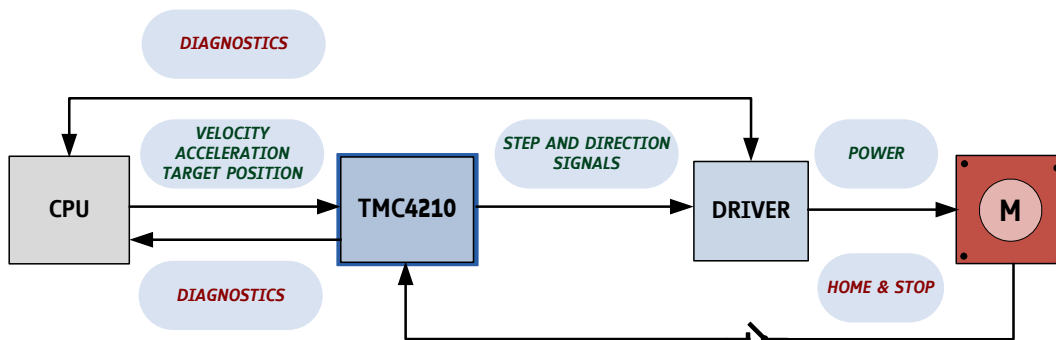 DIAGNOSTICS
VELOCITY
ACCELERATION
TARGET POSITION
STEP AND DIRECTION
SIGNALS
POWER
CPU
TMC4210
DRIVER
M
DIAGNOSTICS
HOME & STOP